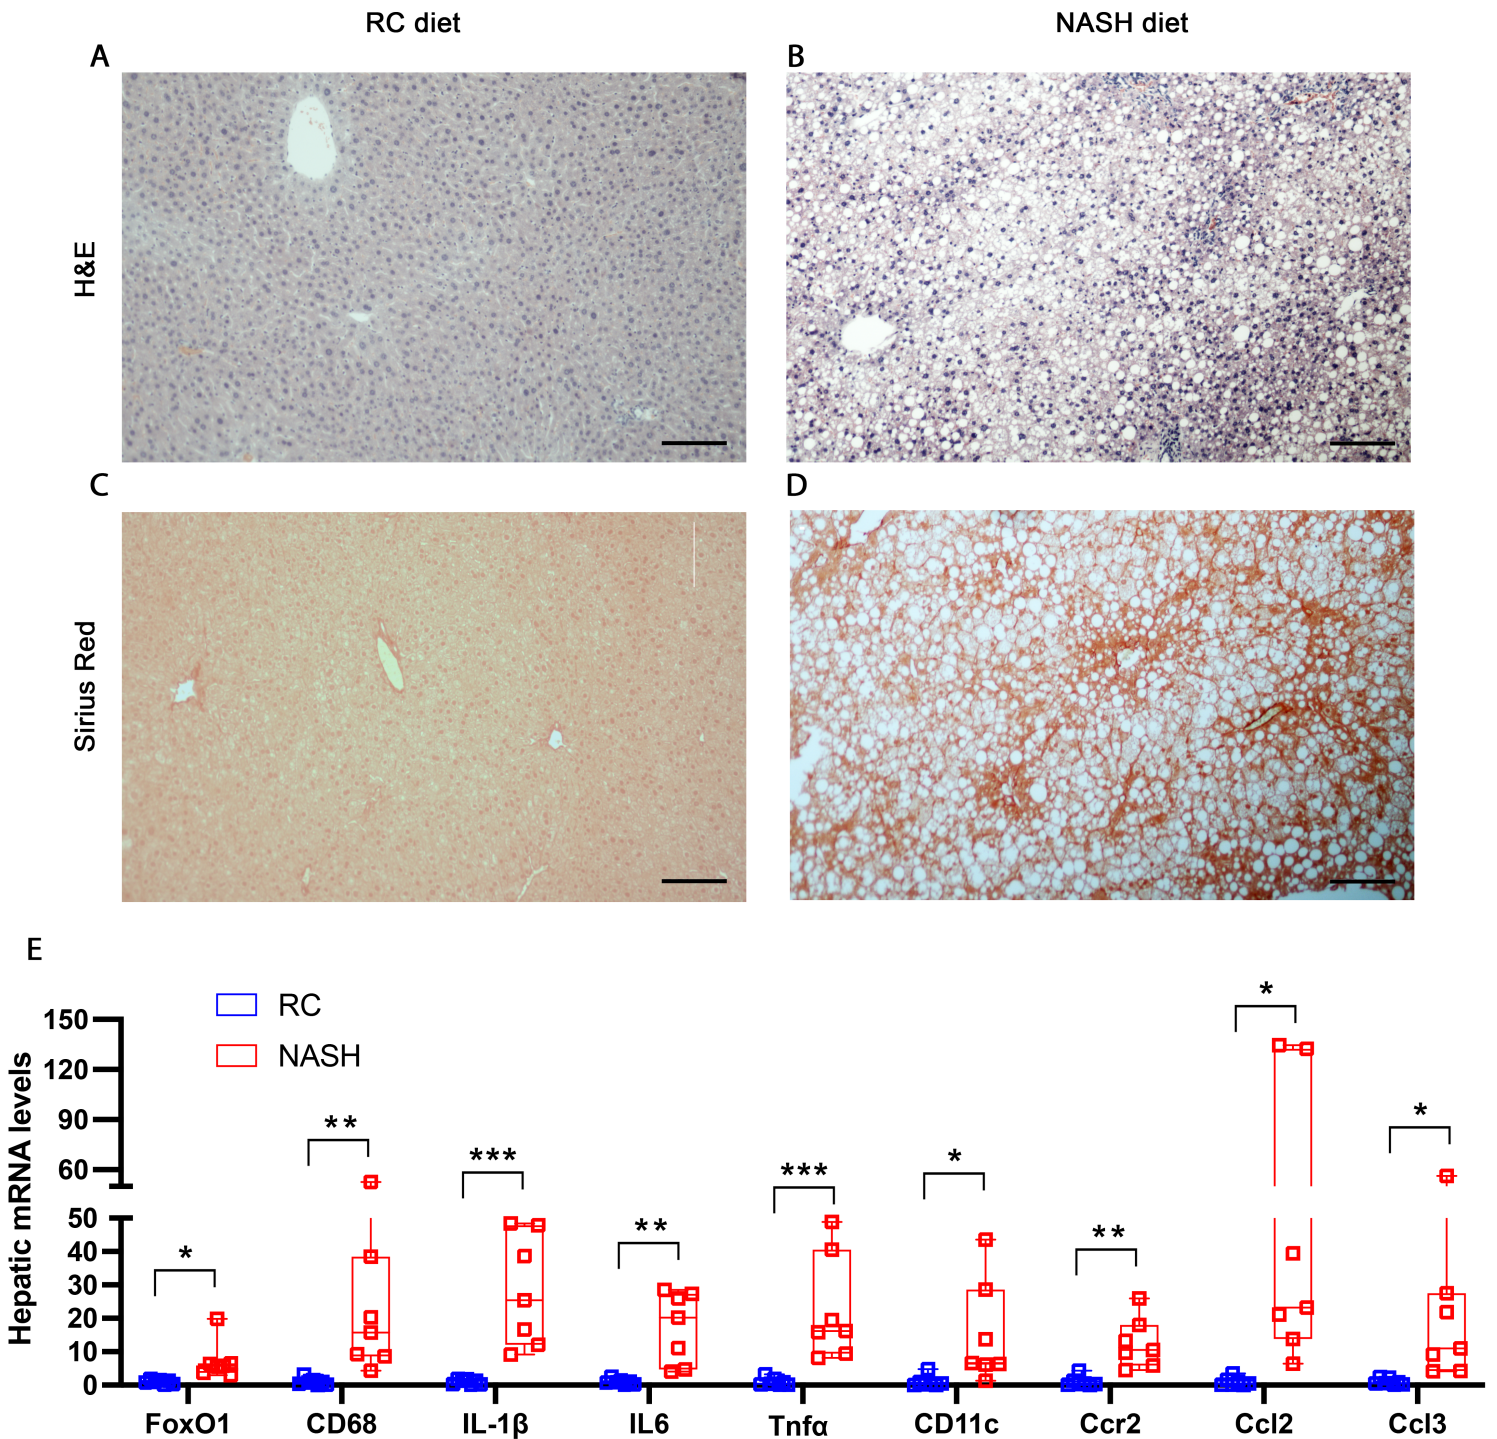 RC diet
NASH diet
A
B
H&E
C
D
Sirius Red
E
RC
NASH
Hepatic mRNA levels
150
120
90
60
50
40
30
20
10
0
*
**
***
**
***
*
**
*
*
FoxO1 CD68 IL-1β IL6 Tnfα CD11c Ccr2 Ccl2 Ccl3